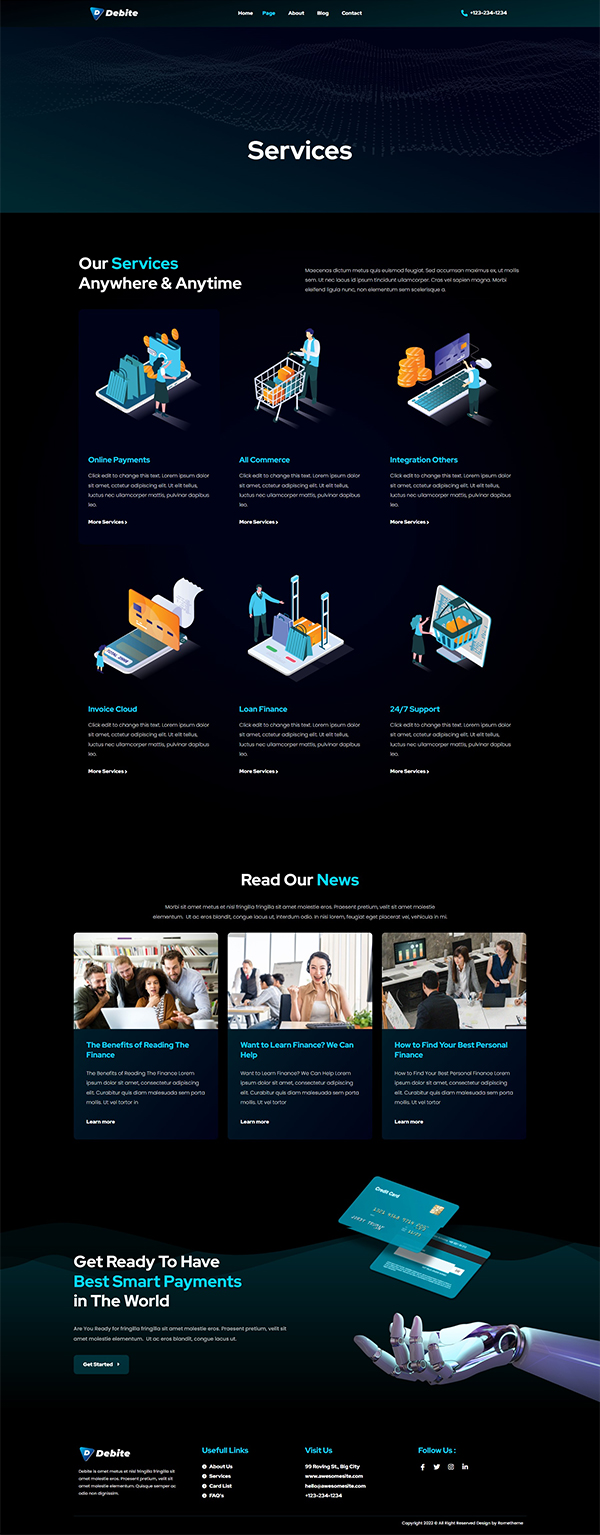 Debite
Home Page About Blog Contact
+123-234-1234
Services
Our Services
Anywhere & Anytime
Maecenas dictum metus quis euismod feugiat. Sed accumsan maximus ex, ut mollis
sem. Ut nec lacus id ipsum tincidunt ullamcorper. Cras vel sapien magna. Morbi
eleifend ligula nunc, non elementum sem scelerisque a.
Online Payments
Click edit to change this text. Lorem ipsum dolor
sit amet, cctetur adipiscing elit. Ut elit tellus,
luctus nec ullamcorper mattis, pulvinar dapibus
leo.
More Services
All Commerce
Click edit to change this text. Lorem ipsum dolor
sit amet, cctetur adipiscing elit. Ut elit tellus,
luctus nec ullamcorper mattis, pulvinar dapibus
leo.
More Services
Integration Others
Click edit to change this text. Lorem ipsum dolor
sit amet, cctetur adipiscing elit. Ut elit tellus,
luctus nec ullamcorper mattis, pulvinar dapibus
leo.
More Services
Invoice Cloud
Click edit to change this text. Lorem ipsum dolor
sit amet, cctetur adipiscing elit. Ut elit tellus,
luctus nec ullamcorper mattis, pulvinar dapibus
leo.
More Services
Loan Finance
Click edit to change this text. Lorem ipsum dolor
sit amet, cctetur adipiscing elit. Ut elit tellus,
luctus nec ullamcorper mattis, pulvinar dapibus
leo.
More Services
24/7 Support
Click edit to change this text. Lorem ipsum dolor
sit amet, cctetur adipiscing elit. Ut elit tellus,
luctus nec ullamcorper mattis, pulvinar dapibus
leo.
More Services
Read Our News
Morbi sit amet metus et nisl fringilla fringilla sit amet molestie eros. Praesent pretium, velit sit amet molestie
elementum. Ut ac eros blandit, congue lacus ut, interdum odio. In nisi lorem, feugiat eget placerat vel, vehicula in mi.
The Benefits of Reading The
Finance
The Benefits of Reading The Finance Lorem
ipsum dolor sit amet, consectetur adipiscing
elit. Curabitur quis diam malesuada sem porta
mollis. Ut vel tortor in
Learn more
Want to Learn Finance? We Can
Help
Want to Learn Finance? We Can Help Lorem
ipsum dolor sit amet, consectetur adipiscing
elit. Curabitur quis diam malesuada sem porta
mollis. Ut vel tortor
Learn more
How to Find Your Best Personal
Finance
How to Find Your Best Personal Finance Lorem
ipsum dolor sit amet, consectetur adipiscing
elit. Curabitur quis diam malesuada sem porta
mollis. Ut vel tortor
Learn more
Credit Card
Get Ready To Have
Best Smart Payments
in The World
Are You Ready for fringilla fringilla sit amet molestie eros. Praesent pretium, velit sit
amet molestie elementum. Ut ac eros blandit, congue lacus ut.
Get Started
Debite
Debite is amet metus et nisl fringilla fringilla sit
amet molestie eros. Praesent pretium, velit sit
amet molestie elementum. Quisque semper ac
odio non dignissim.
Usefull Links
About Us
Services
Card List
FAQ's
Visit Us
99 Roving St., Big City
www.awesomesite.com
hello@awesomesite.com
+123-234-1234
Follow Us :
Copyright 2022 © All Right Reserved Design by Rometheme